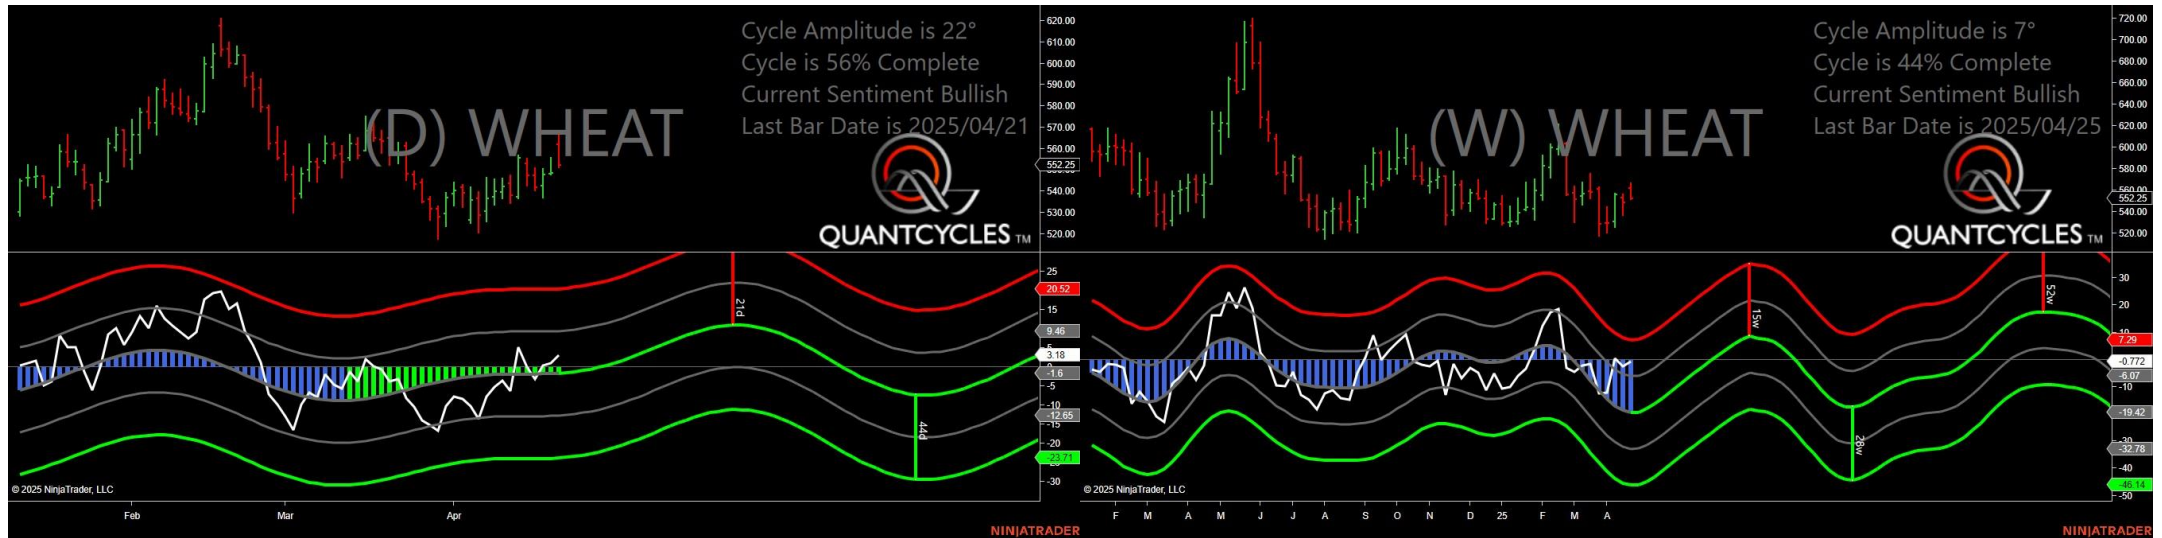 Cycle Amplitude is 22°
Cycle is 56% Complete
Current Sentiment Bullish
Last Bar Date is 2025/04/21
(D) WHEAT
QUANTCYCLES TM
620.00
610.00
600.00
590.00
580.00
570.00
560.00
552.25
540.00
530.00
520.00
25
20.52
15
9.46
5
3.18
-1.6
-5
-10
-12.65
-15
-20
-23.71
-30
21d
44d
© 2025 NinjaTrader, LLC
Feb
Mar
Apr
NINJATRADER
Cycle Amplitude is 7°
Cycle is 44% Complete
Current Sentiment Bullish
Last Bar Date is 2025/04/25
(W) WHEAT
QUANTCYCLES TM
720.00
700.00
680.00
660.00
640.00
620.00
600.00
580.00
560.00
552.25
540.00
520.00
30
20
10
7.29
-0.772
-6.07
-10
-19.42
-30
-32.78
-40
-46.14
-50
15w
28w
52w
© 2025 NinjaTrader, LLC
F
M
A
M
J
J
A
S
O
N
D
25
F
M
A
NINJATRADER